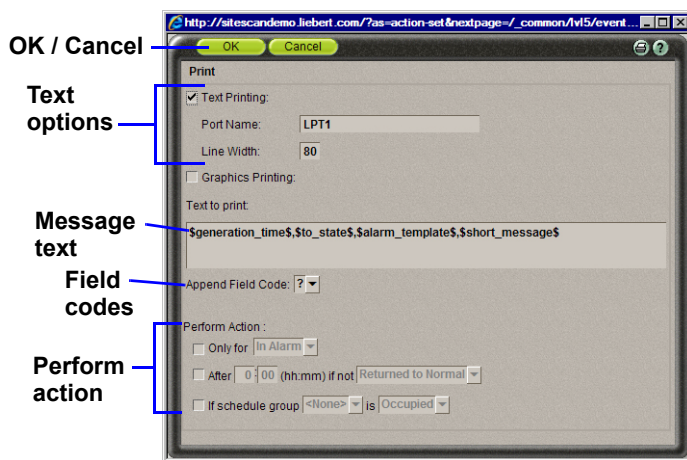 http://sitescandemo.liebert.com/?as=action-set&nextpage=/_common/lvl5/event...
OK / Cancel
OK Cancel
?
Print
Text options
Text Printing:
Port Name: LPT1
Line Width: 80
Graphics Printing:
Text to print:
Message text
$generation_time$,$to_state$,$alarm_template$,$short_message$
Field codes
Append Field Code: ?
Perform action
Perform Action :
Only for In Alarm
After 0:00 (hh:mm) if not Returned to Normal
If schedule group <None> is Occupied